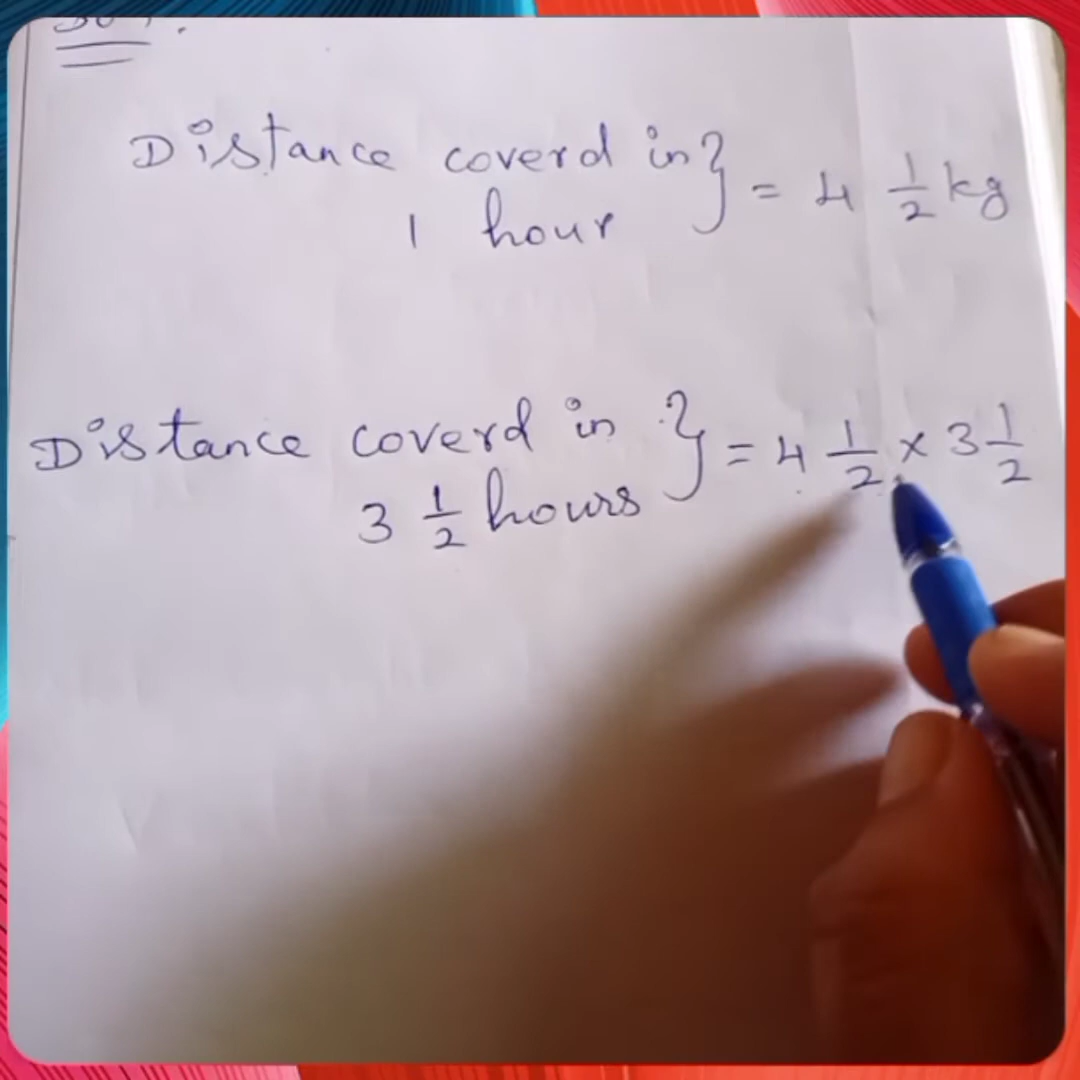 Distance coverd in } = 4 1/2 kg
1 hour
Distance coverd in } = 4 1/2 × 3 1/2
3 1/2 hours